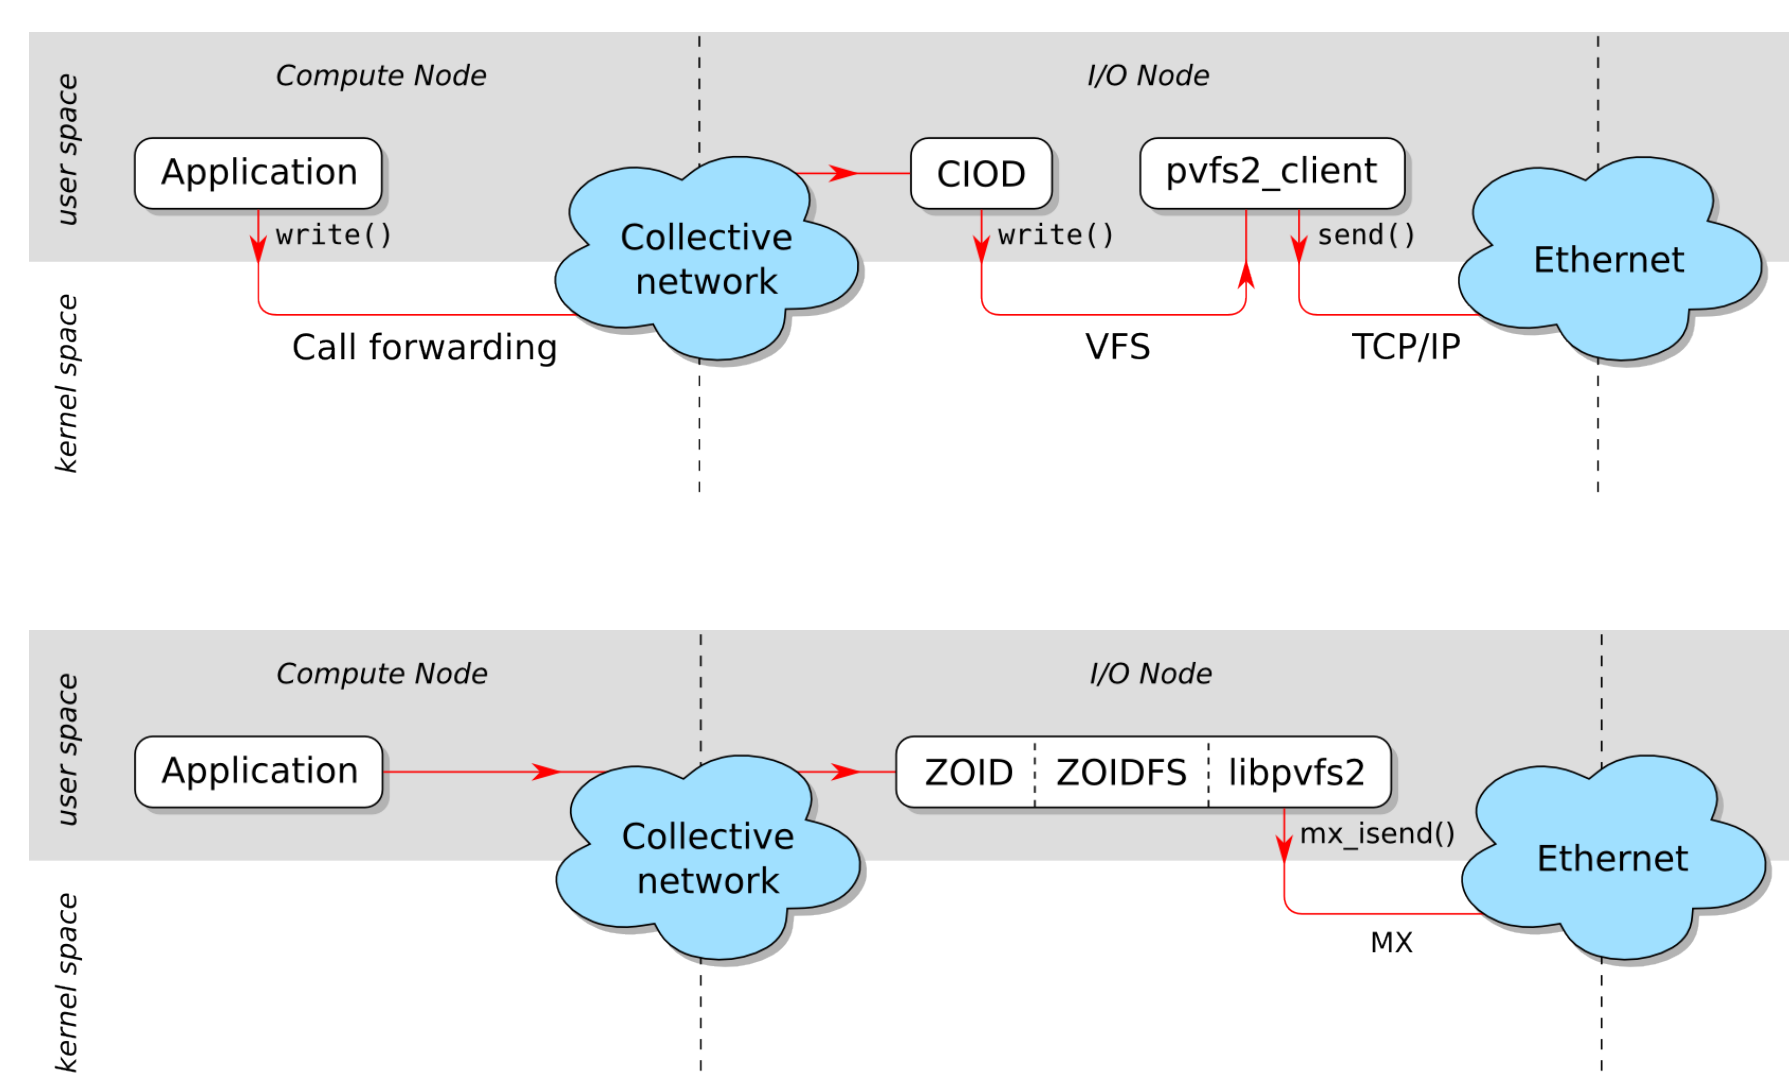 Compute Node
I/O Node
user space
Application
CIOD
pvfs2_client
write()
write()
send()
Collective
network
Ethernet
kernel space
Call forwarding
VFS
TCP/IP
Compute Node
I/O Node
user space
Application
ZOID
ZOIDFS
libpvfs2
mx_isend()
Collective
network
Ethernet
kernel space
MX